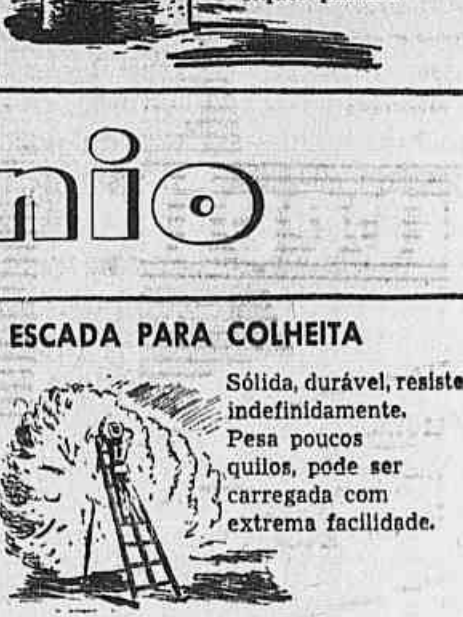 nio
ESCADA PARA COLHEITA
Sólida, durável, resiste
indefinidamente.
Pesa poucos
quilos, pode ser
carregada com
extrema facilidade.